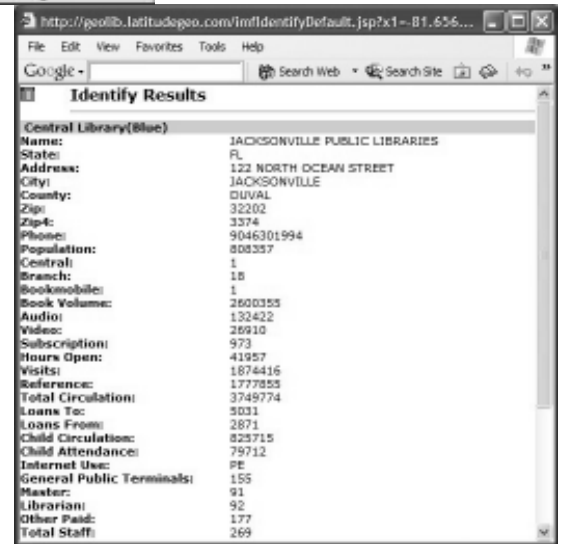 http://geolib.latitudegeo.com/imfIdentifyDefault.jsp?x1=-81.656...
File Edit View Favorites Tools Help
Google - Search Web Search Site »
Identify Results
Central Library(Blue)
Name: JACKSONVILLE PUBLIC LIBRARIES
State: FL
Address: 122 NORTH OCEAN STREET
City: JACKSONVILLE
County: DUVAL
Zip: 32202
Zip4: 3374
Phone: 9046301994
Population: 808357
Central: 1
Branch: 18
Bookmobile: 1
Book Volume: 2600355
Audio: 132422
Video: 26910
Subscription: 973
Hours Open: 41957
Visits: 1874416
Reference: 1777855
Total Circulation: 3749774
Loans To: 5031
Loans From: 2871
Child Circulation: 825715
Child Attendance: 79712
Internet Use: PE
General Public Terminals: 155
Master: 91
Librarian: 92
Other Paid: 177
Total Staff: 269